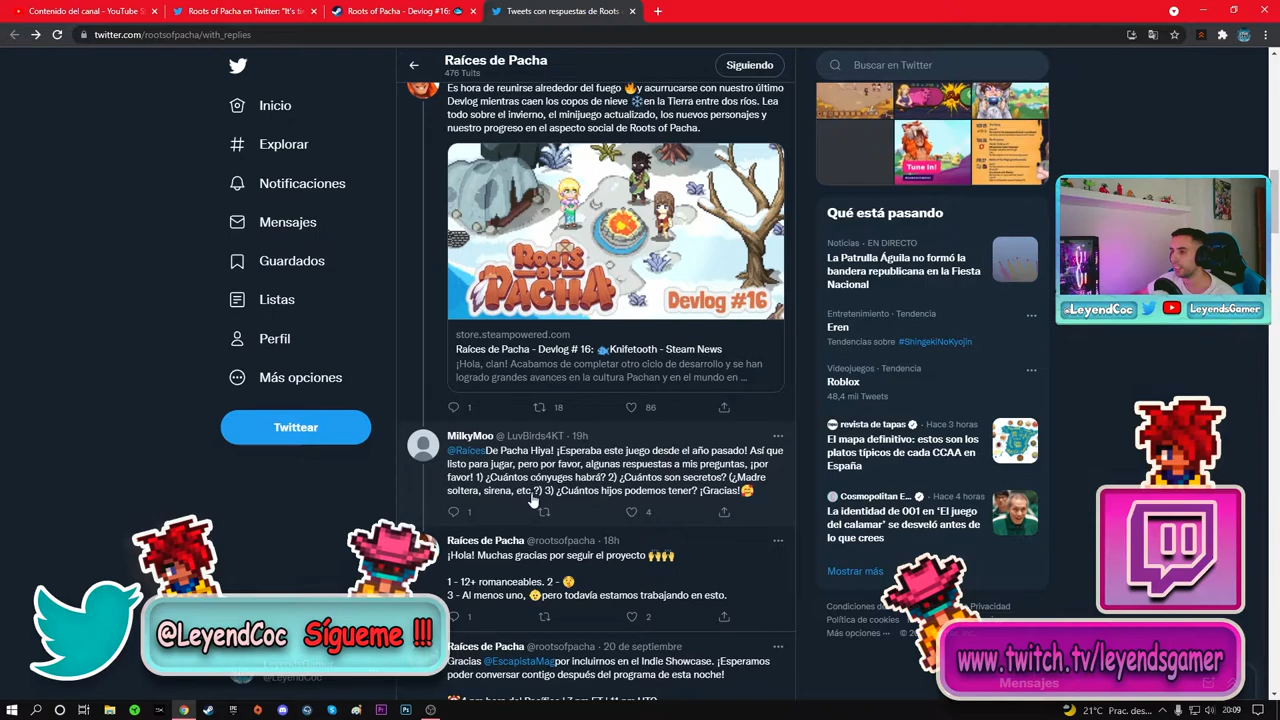 Contenido del canal - YouTube S
Roots of Pacha en Twitter: "It's ti
Roots of Pacha - Devlog #16:
Tweets con respuestas de Roots
twitter.com/rootsofpacha/with_replies
Inicio
Explorar
Notificaciones
Mensajes
Guardados
Listas
Perfil
Más opciones
Twittear
Raíces de Pacha
476 Tuits
Siguiendo
Es hora de reunirse alrededor del fuego 🔥y acurrucarse con nuestro último
Devlog mientras caen los copos de nieve ❄️en la Tierra entre dos ríos. Lea
todo sobre el invierno, el minijuego actualizado, los nuevos personajes y
nuestro progreso en el aspecto social de Roots of Pacha.
ROOTS
OF
PACHA
Devlog #16
store.steampowered.com
Raíces de Pacha - Devlog # 16: 🐟Knifetooth - Steam News
¡Hola, clan! Acabamos de completar otro ciclo de desarrollo y se han
logrado grandes avances en la cultura Pachan y en el mundo en ...
1 18 86
MilkyMoo @ LuvBirds4KT · 19h
@RaícesDe Pacha Hiya! ¡Esperaba este juego desde el año pasado! Así que
listo para jugar, pero por favor, algunas respuestas a mis preguntas, ¡por
favor! 1) ¿Cuántos cónyuges habrá? 2) ¿Cuántos son secretos? (¿Madre
soltera, sirena, etc.?) 3) ¿Cuántos hijos podemos tener? ¡Gracias!🥰
1 4
Raíces de Pacha @rootsofpacha · 18h
¡Hola! Muchas gracias por seguir el proyecto 🙌🙌
1 - 12+ romanceables. 2 - 🤫
3 - Al menos uno, 😮pero todavía estamos trabajando en esto.
1 2
Raíces de Pacha @rootsofpacha · 20 de septiembre
Gracias @EscapistaMagpor incluirnos en el Indie Showcase. ¡Esperamos
poder conversar contigo después del programa de esta noche!
Buscar en Twitter
Tune In!
Qué está pasando
Noticias · EN DIRECTO
La Patrulla Águila no formó la
bandera republicana en la Fiesta
Nacional
Entretenimiento · Tendencia
Eren
Tendencias sobre #ShingekiNoKyojin
Videojuegos · Tendencia
Roblox
48,4 mil Tweets
revista de tapas Hace 3 horas
El mapa definitivo: estos son los
platos típicos de cada CCAA en
España
Cosmopolitan E... Hace 4 horas
La identidad de 001 en 'El juego
del calamar' se desveló antes de
lo que crees
Mostrar más
Condiciones de Privacidad
Política de cookies
Más opciones
@LeyendCoc
LeyendsGamer
@LeyendCoc Sígueme !!!
@LeyendCoc
www.twitch.tv/leyendsgamer
Mensajes
21°C Prac. des... 20:09